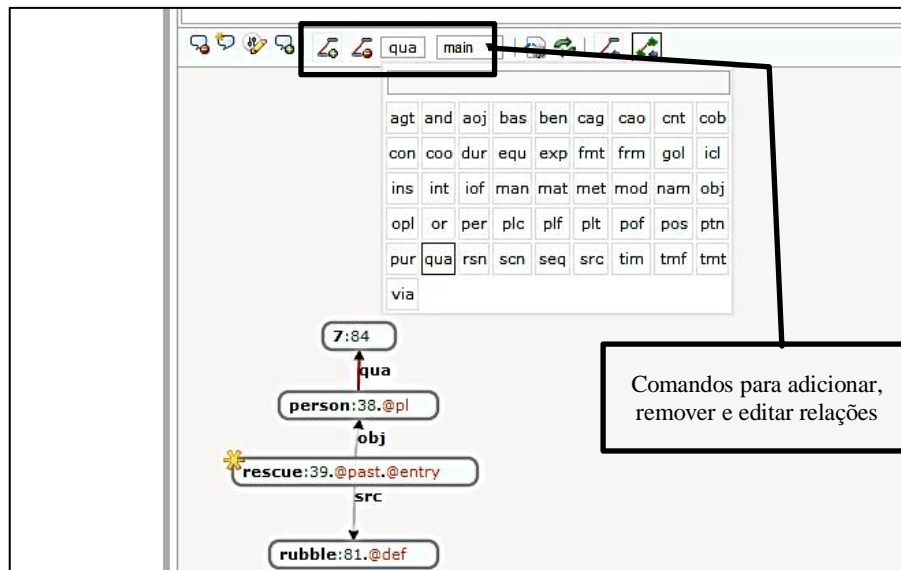 qua main
agt and aoj bas ben cag cao cnt cob
con coo dur equ exp fmt frm gol icl
ins int iof man mat met mod nam obj
opl or per plc plf plt pof pos ptn
pur qua rsn scn seq src tim tmf tmt
via
7:84
qua
person:38.@pl
obj
rescue:39.@past.@entry
src
rubble:81.@def
Comandos para adicionar,
remover e editar relações